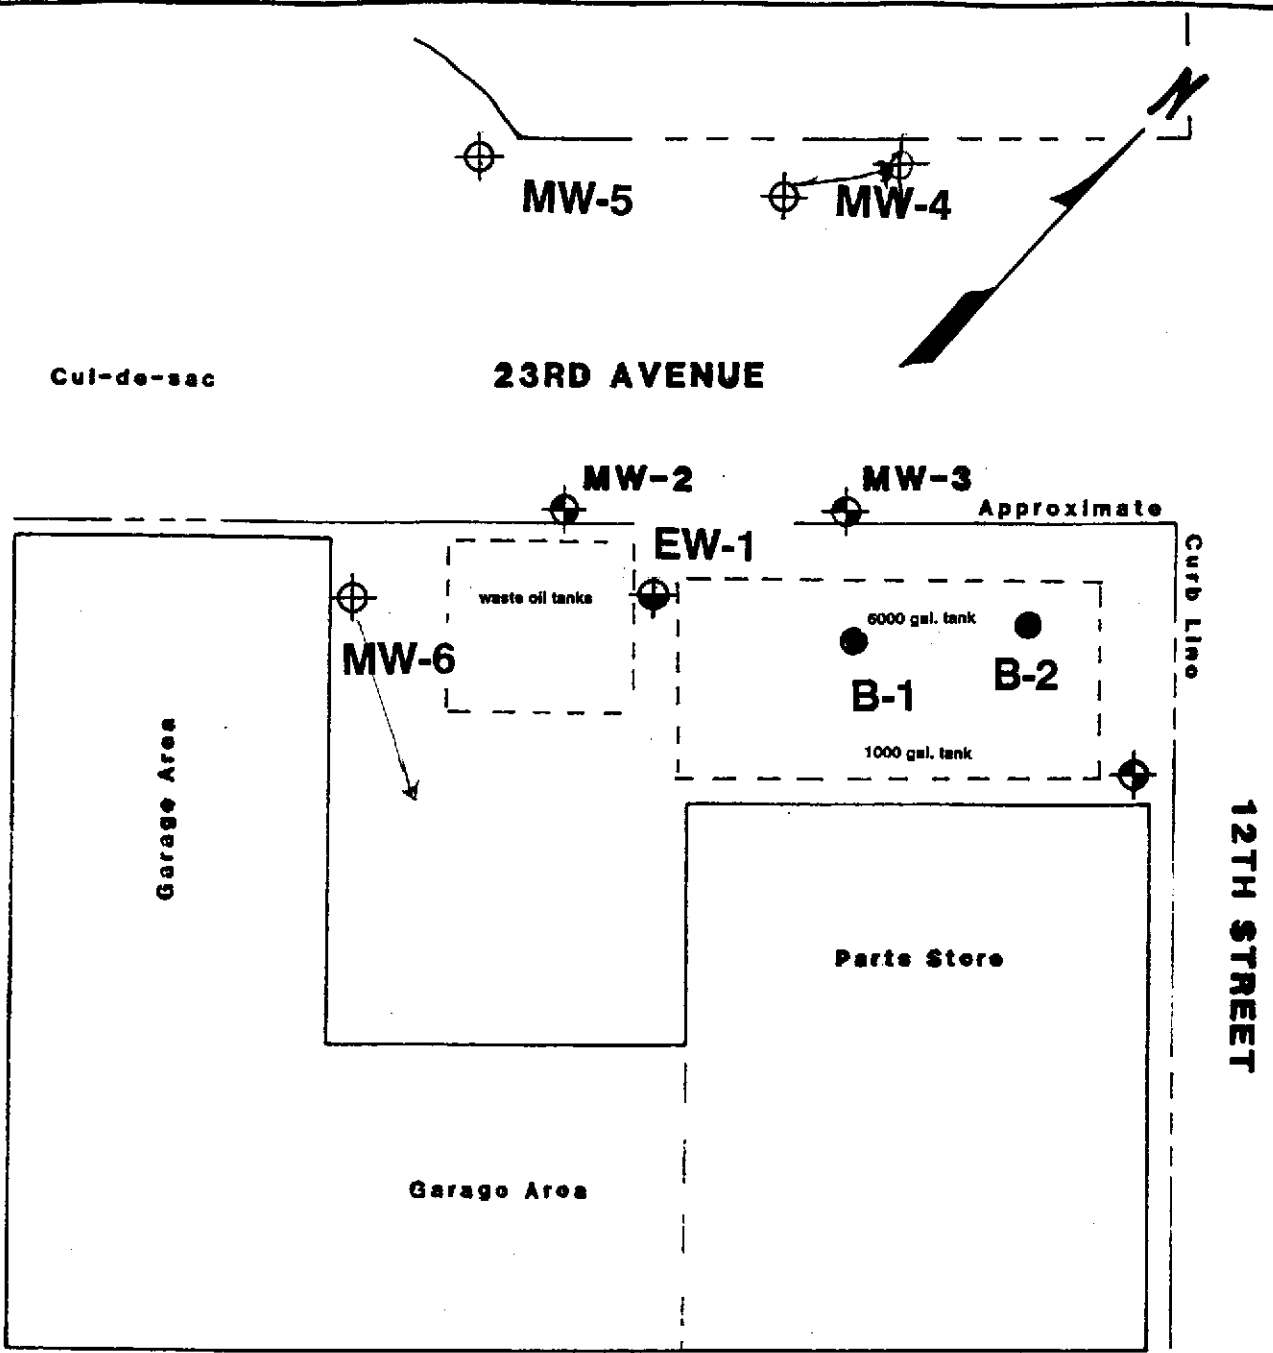 N
MW-5
MW-4
Cul-de-sac
23RD AVENUE
MW-2
MW-3
Approximate
Curb Line
EW-1
waste oil tanks
6000 gal. tank
MW-6
B-1
B-2
1000 gal. tank
Garage Area
12TH STREET
Parts Store
Garage Area